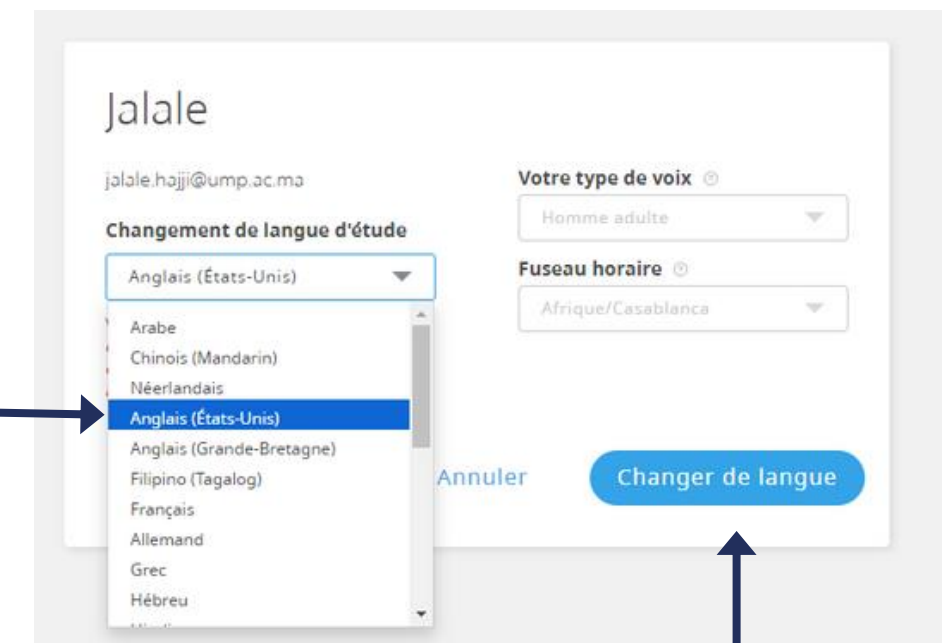 Jalale
jalale.hajji@ump.ac.ma
Changement de langue d'étude
Anglais (États-Unis)
Arabe
Chinois (Mandarin)
Néerlandais
Anglais (États-Unis)
Anglais (Grande-Bretagne)
Filipino (Tagalog)
Français
Allemand
Grec
Hébreu
Votre type de voix
Homme adulte
Fuseau horaire
Afrique/Casablanca
Annuler
Changer de langue